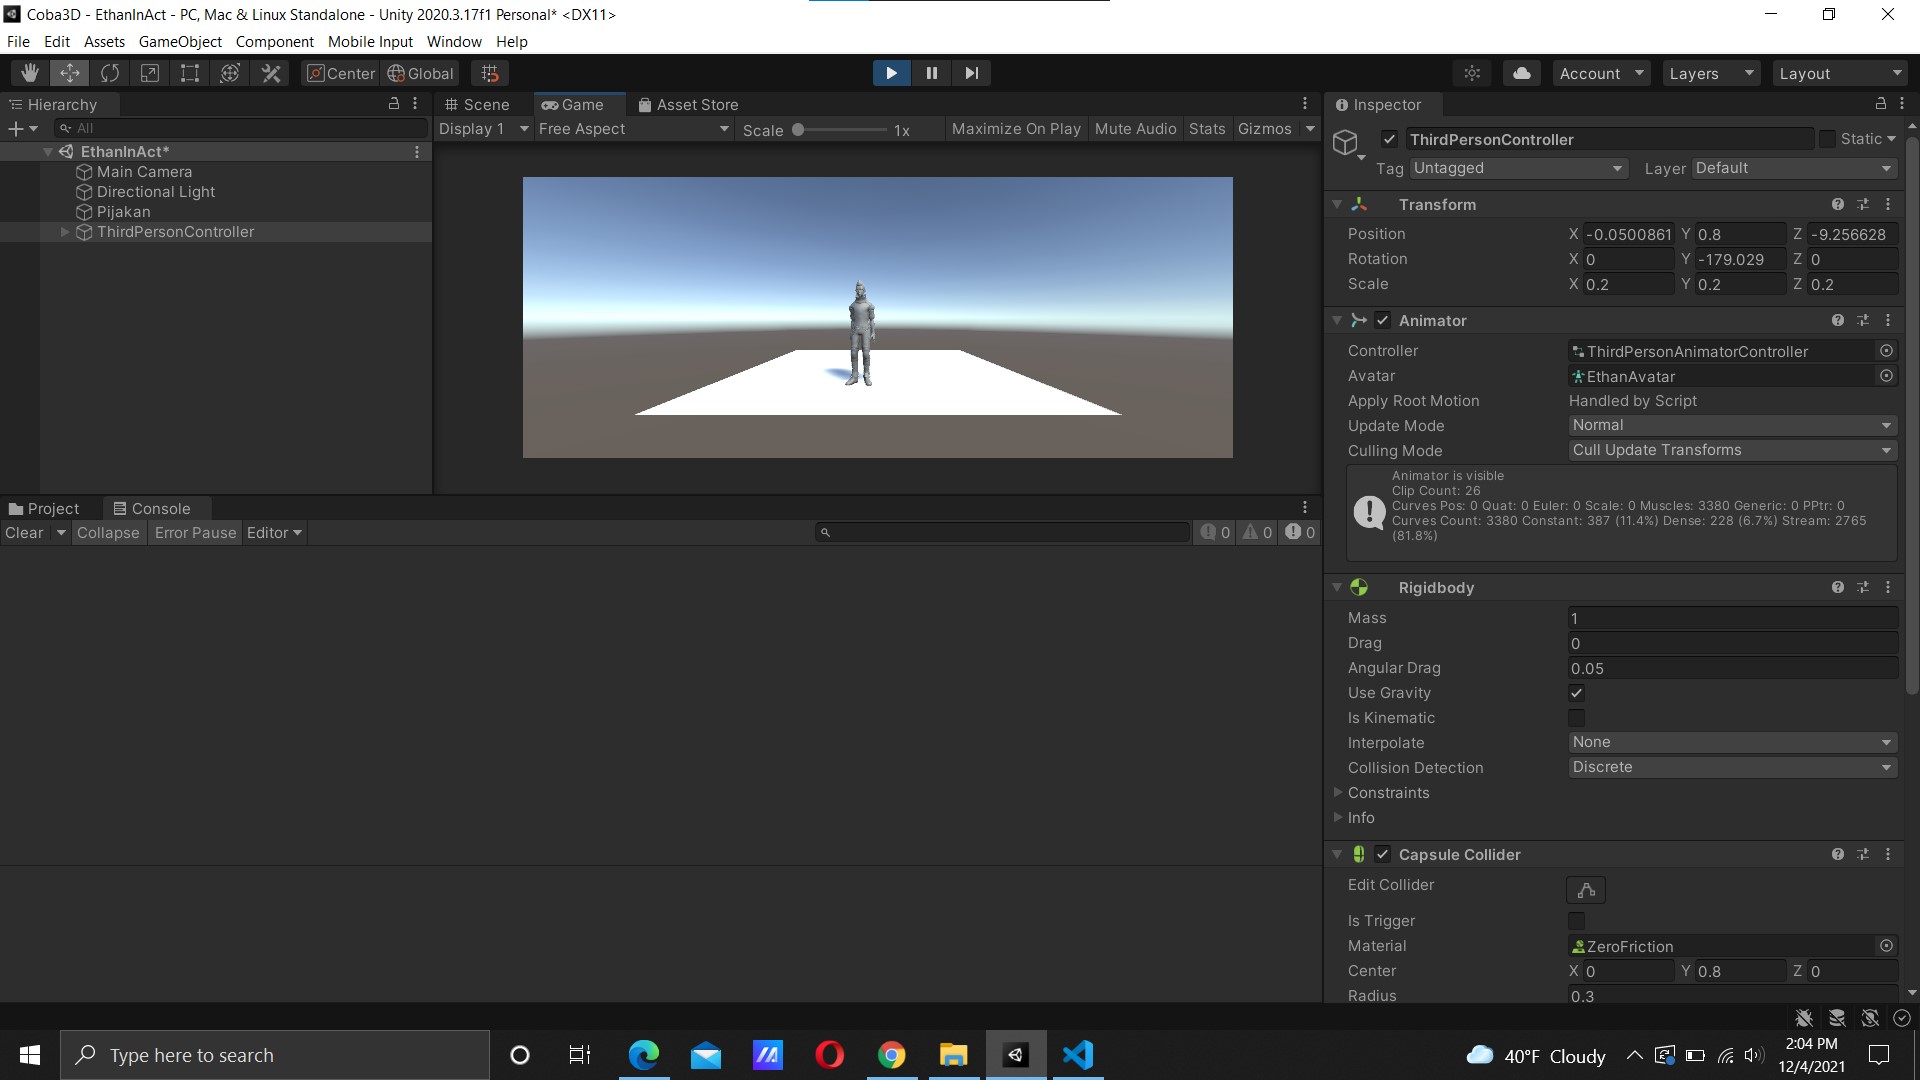 Coba3D - EthanInAct - PC, Mac & Linux Standalone - Unity 2020.3.17f1 Personal* <DX11>
File Edit Assets GameObject Component Mobile Input Window Help
Center Global Account Layers Layout
Hierarchy
All
EthanInAct*
Main Camera
Directional Light
Pijakan
ThirdPersonController
Scene Game Asset Store
Display 1 Free Aspect Scale 1x Maximize On Play Mute Audio Stats Gizmos
Project Console
Clear Collapse Error Pause Editor 0 0 0
Inspector
ThirdPersonController Static
Tag Untagged Layer Default
Transform
Position X -0.0500861 Y 0.8 Z -9.256628
Rotation X 0 Y -179.029 Z 0
Scale X 0.2 Y 0.2 Z 0.2
Animator
Controller ThirdPersonAnimatorController
Avatar EthanAvatar
Apply Root Motion Handled by Script
Update Mode Normal
Culling Mode Cull Update Transforms
Animator is visible
Clip Count: 26
Curves Pos: 0 Quat: 0 Euler: 0 Scale: 0 Muscles: 3380 Generic: 0 PPtr: 0
Curves Count: 3380 Constant: 387 (11.4%) Dense: 228 (6.7%) Stream: 2765
(81.8%)
Rigidbody
Mass 1
Drag 0
Angular Drag 0.05
Use Gravity
Is Kinematic
Interpolate None
Collision Detection Discrete
Constraints
Info
Capsule Collider
Edit Collider
Is Trigger
Material ZeroFriction
Center X 0 Y 0.8 Z 0
Radius 0.3
Type here to search
40°F Cloudy
2:04 PM
12/4/2021